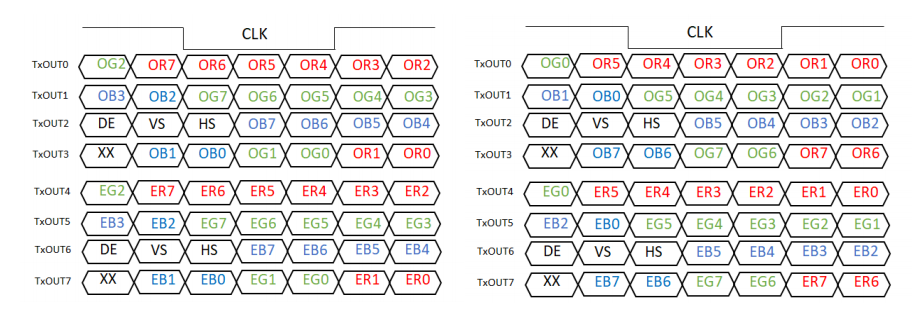 CLK
TxOUT0 OG2 OR7 OR6 OR5 OR4 OR3 OR2
TxOUT1 OB3 OB2 OG7 OG6 OG5 OG4 OG3
TxOUT2 DE VS HS OB7 OB6 OB5 OB4
TxOUT3 XX OB1 OB0 OG1 OG0 OR1 OR0
TxOUT4 EG2 ER7 ER6 ER5 ER4 ER3 ER2
TxOUT5 EB3 EB2 EG7 EG6 EG5 EG4 EG3
TxOUT6 DE VS HS EB7 EB6 EB5 EB4
TxOUT7 XX EB1 EB0 EG1 EG0 ER1 ER0
CLK
TxOUT0 OG0 OR5 OR4 OR3 OR2 OR1 OR0
TxOUT1 OB1 OB0 OG5 OG4 OG3 OG2 OG1
TxOUT2 DE VS HS OB5 OB4 OB3 OB2
TxOUT3 XX OB7 OB6 OG7 OG6 OR7 OR6
TxOUT4 EG0 ER5 ER4 ER3 ER2 ER1 ER0
TxOUT5 EB2 EB0 EG5 EG4 EG3 EG2 EG1
TxOUT6 DE VS HS EB5 EB4 EB3 EB2
TxOUT7 XX EB7 EB6 EG7 EG6 ER7 ER6